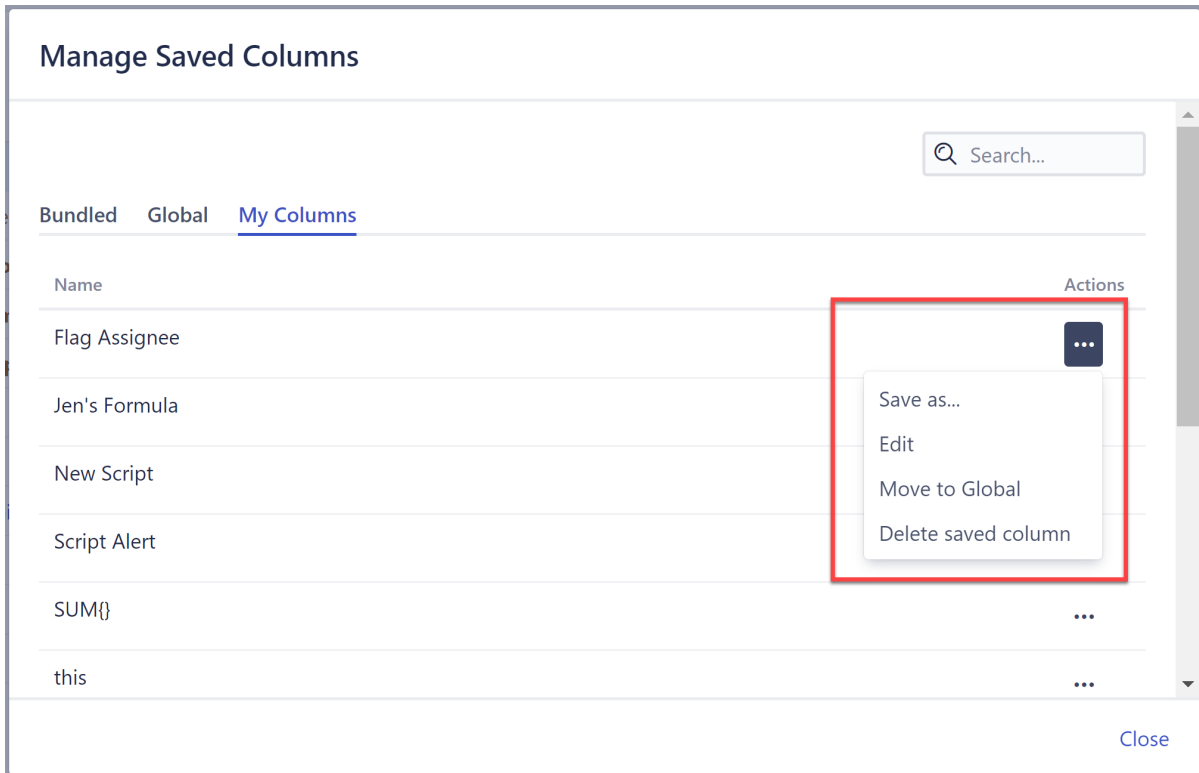 Manage Saved Columns
Search...
Bundled Global My Columns
Name Actions
Flag Assignee
Save as...
Jen's Formula
Edit
New Script
Move to Global
Script Alert
Delete saved column
SUM{}
this
Close